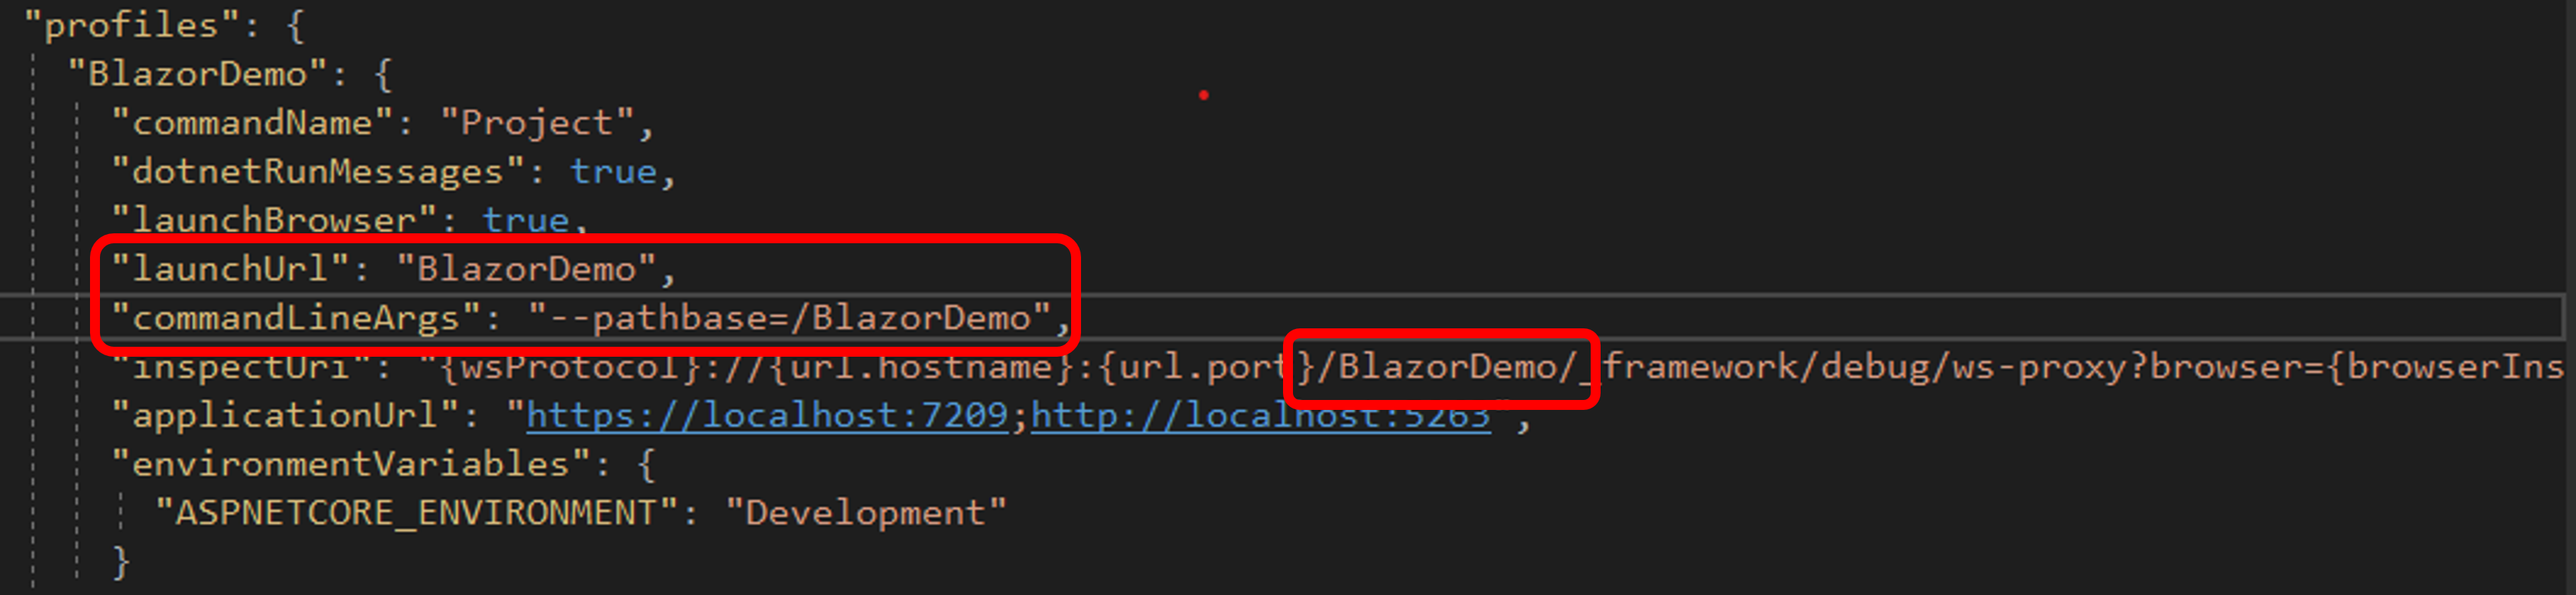 "profiles": {
"BlazorDemo": {
"commandName": "Project",
"dotnetRunMessages": true,
"launchBrowser": true,
"launchUrl": "BlazorDemo",
"commandLineArgs": "--pathbase=/BlazorDemo",
"inspectUri": "{wsProtocol}://{url.hostname}:{url.port}/BlazorDemo/_framework/debug/ws-proxy?browser={browserIns
"applicationUrl": "https://localhost:7209;http://localhost:5263",
"environmentVariables": {
"ASPNETCORE_ENVIRONMENT": "Development"
}